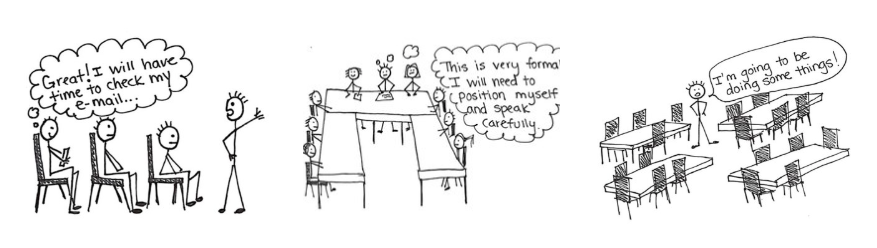 Great! I will have
time to check my
e-mail...
This is very forma
I will need to
position myself
and speak
carefully.
I'm going to be
doing some things!